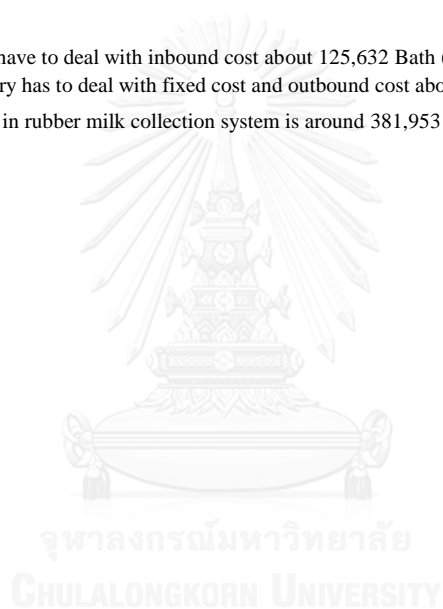 have to deal with inbound cost about 125,632 Bath (
ry has to deal with fixed cost and outbound cost abo
in rubber milk collection system is around 381,953
จุฬาลงกรณ์มหาวิทยาลัย
CHULALONGKORN UNIVERSITY